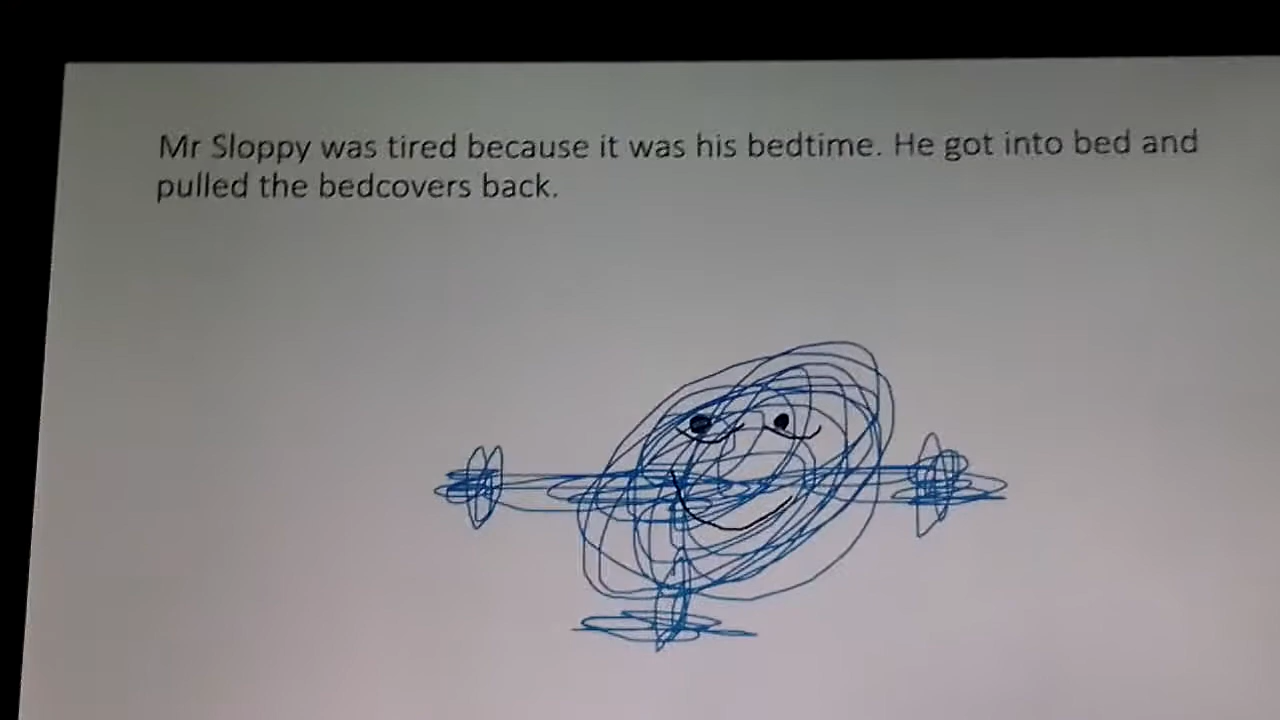 Mr Sloppy was tired because it was his bedtime. He got into bed and
pulled the bedcovers back.